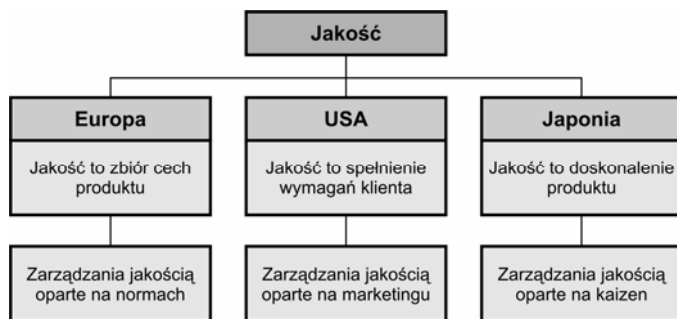 Jakość
Europa
Jakość to zbiór cech
produktu
Zarządzania jakością
oparte na normach
USA
Jakość to spełnienie
wymagań klienta
Zarządzania jakością
oparte na marketingu
Japonia
Jakość to doskonalenie
produktu
Zarządzania jakością
oparte na kaizen